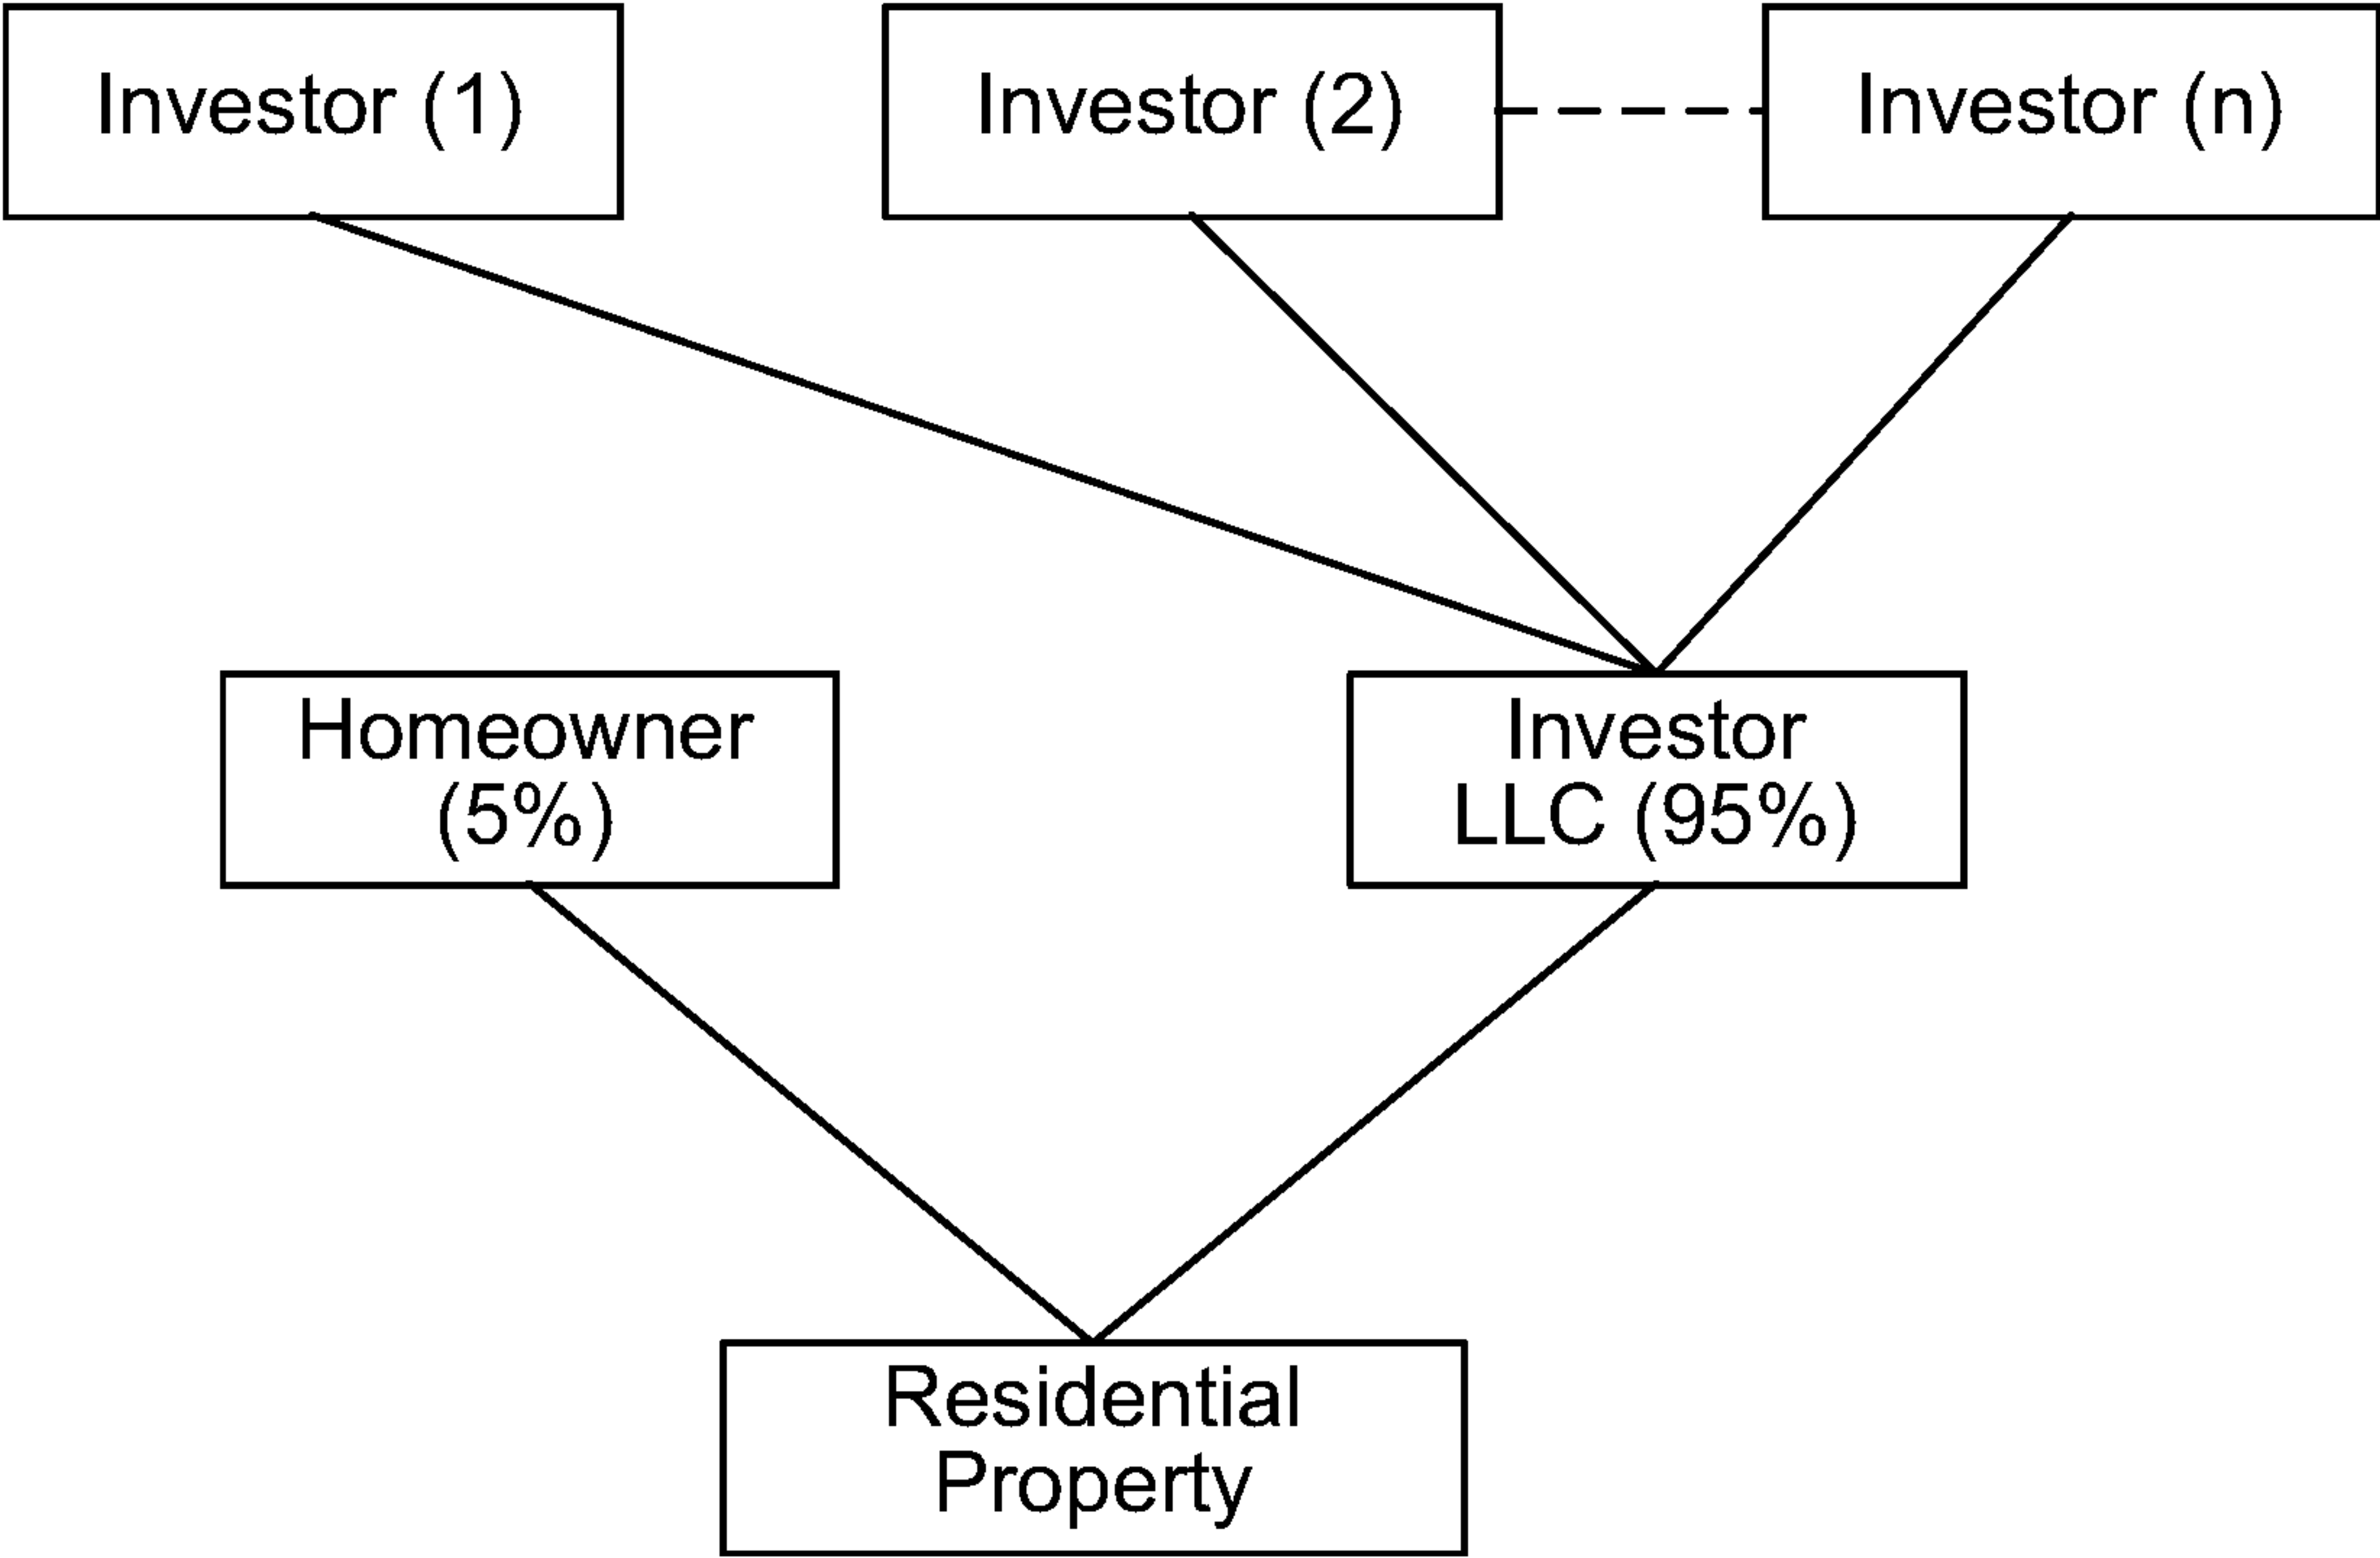 Investor (1)
Investor (2)
Investor (n)
Homeowner
(5%)
Investor
LLC (95%)
Residential
Property